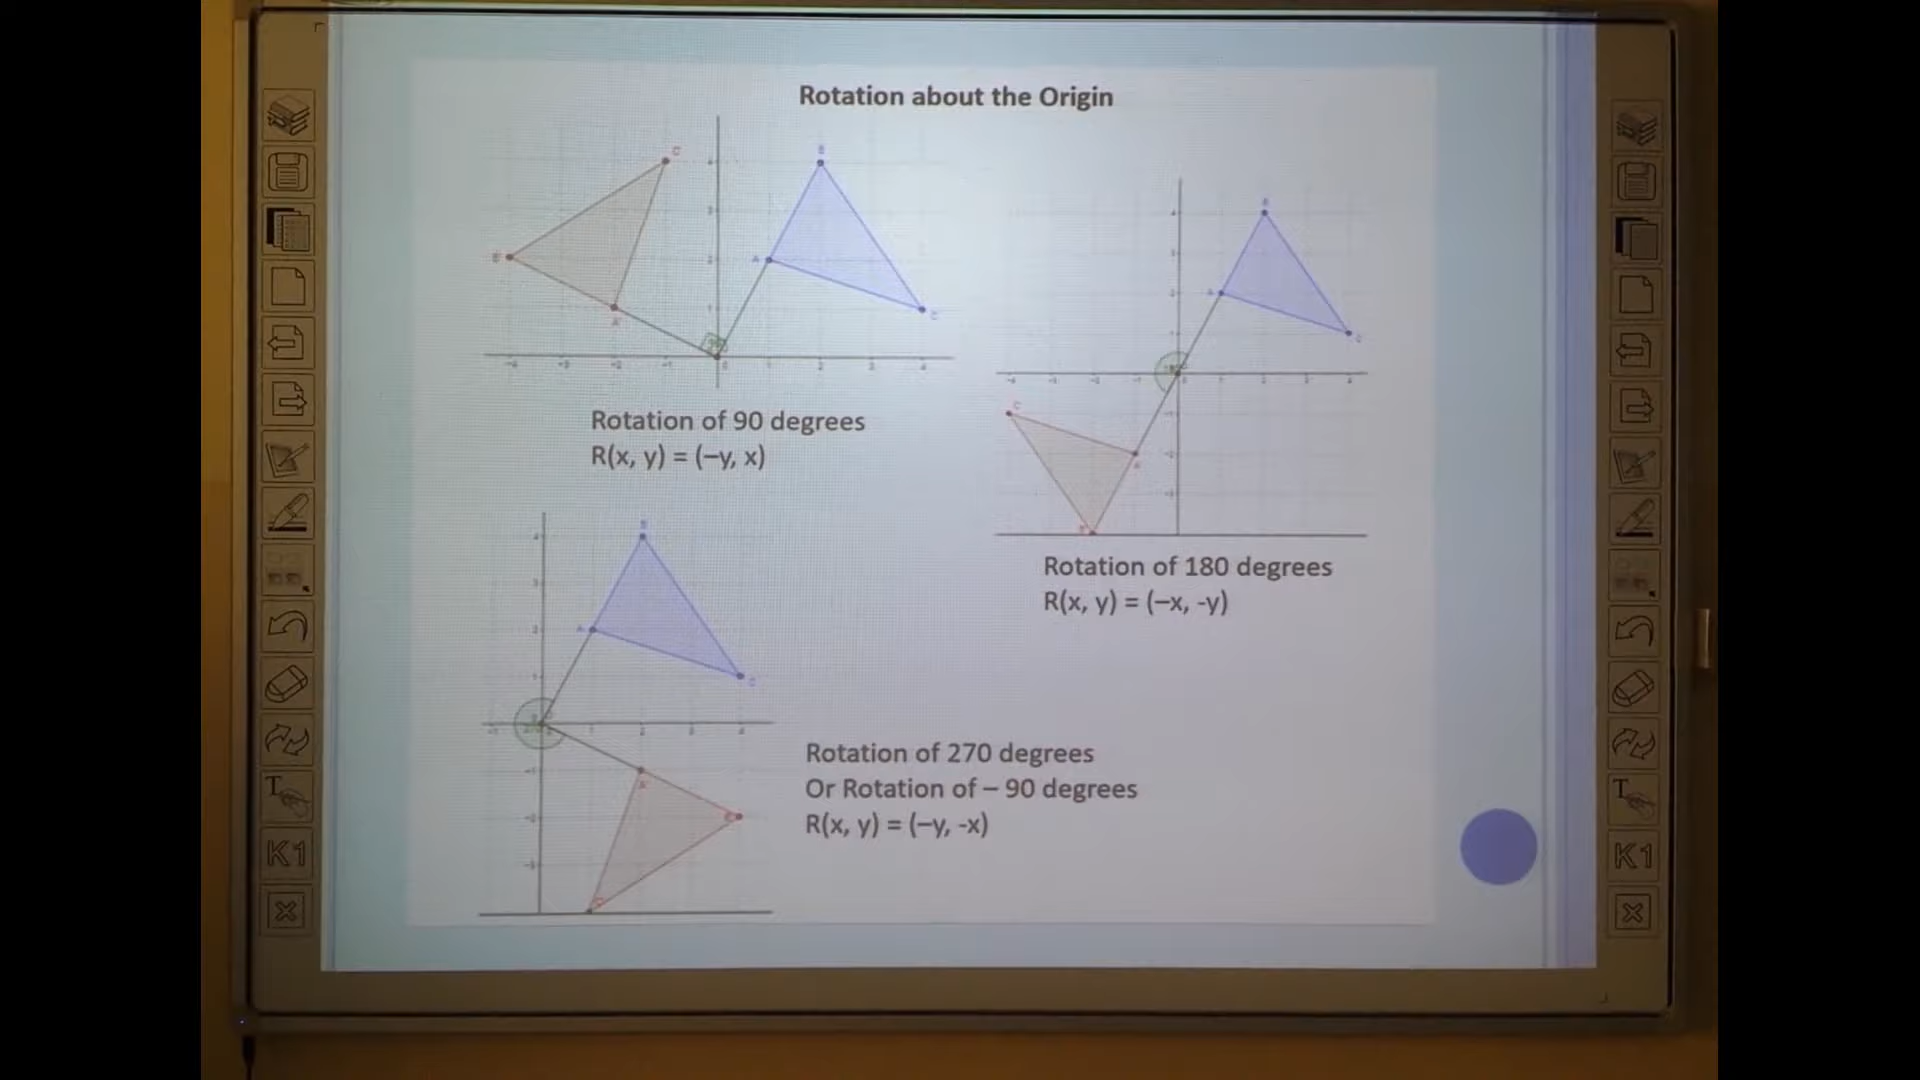 Rotation about the Origin
Rotation of 90 degrees
R(x, y) = (−y, x)
Rotation of 180 degrees
R(x, y) = (−x, -y)
Rotation of 270 degrees
Or Rotation of – 90 degrees
R(x, y) = (−y, -x)
T
K1
T
K1